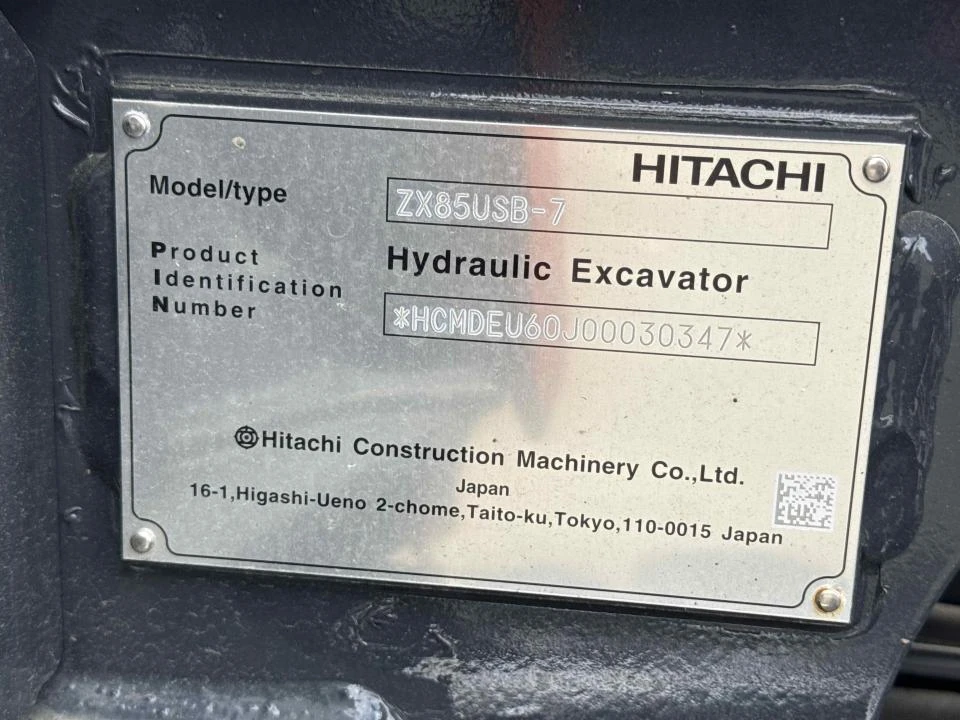 HITACHI
Model/type ZX85USB-7
Hydraulic Excavator
Product
Identification
Number *HCMDEU60J00030347*
Hitachi Construction Machinery Co.,Ltd.
Japan
16-1,Higashi-Ueno 2-chome,Taito-ku,Tokyo,110-0015 Japan